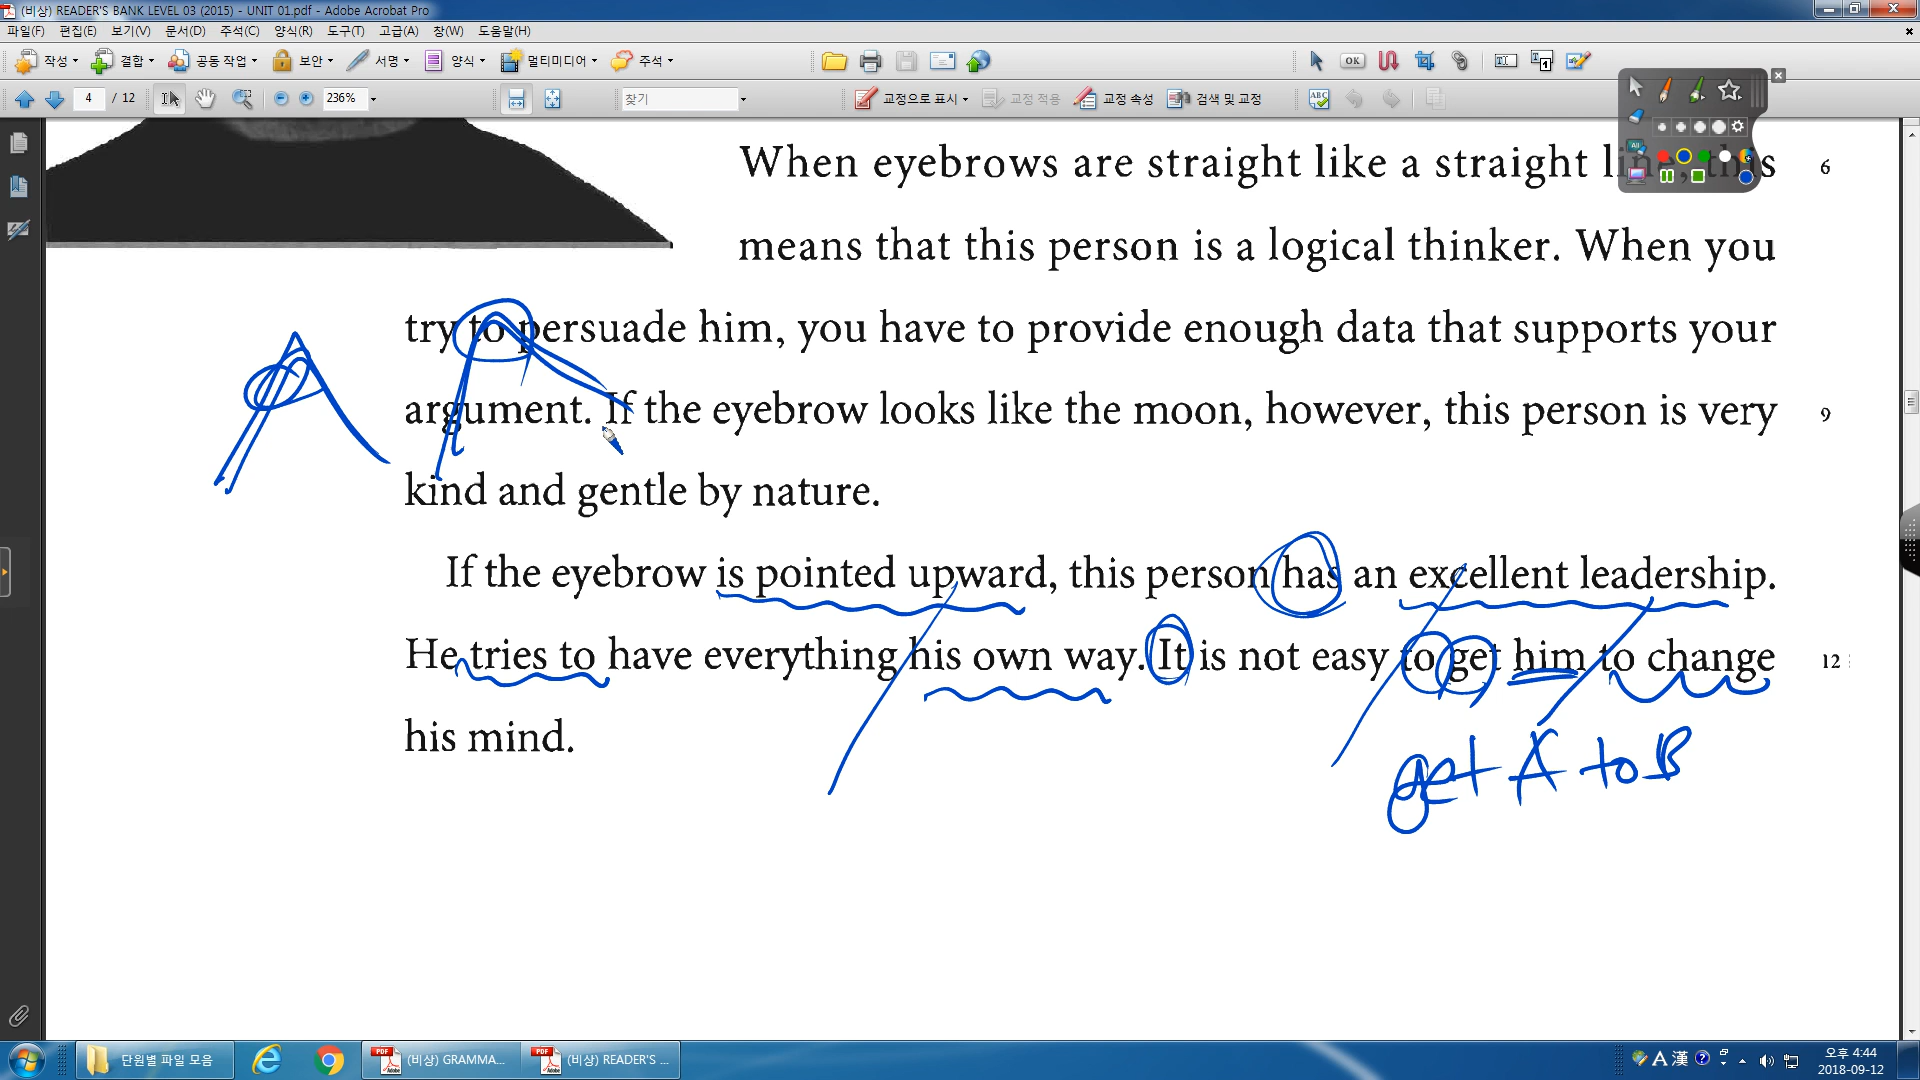 (비상) READER'S BANK LEVEL 03 (2015) - UNIT 01.pdf - Adobe Acrobat Pro
파일(F) 편집(E) 보기(V) 문서(D) 주석(C) 양식(R) 도구(T) 고급(A) 창(W) 도움말(H)
작성 결합 공동 작업 보안 서명 양식 멀티미디어 주석 OK
4 / 12 236% 찾기 교정으로 표시 교정 적용 교정 속성 검색 및 교정
When eyebrows are straight like a straight line, this 6
means that this person is a logical thinker. When you
try to persuade him, you have to provide enough data that supports your
argument. If the eyebrow looks like the moon, however, this person is very 9
kind and gentle by nature.
If the eyebrow is pointed upward, this person has an excellent leadership.
He tries to have everything his own way. It is not easy to get him to change 12
his mind.
get A to B
단원별 파일 모음 (비상) GRAMMA... (비상) READER'S ... A 漢 오후 4:44
2018-09-12